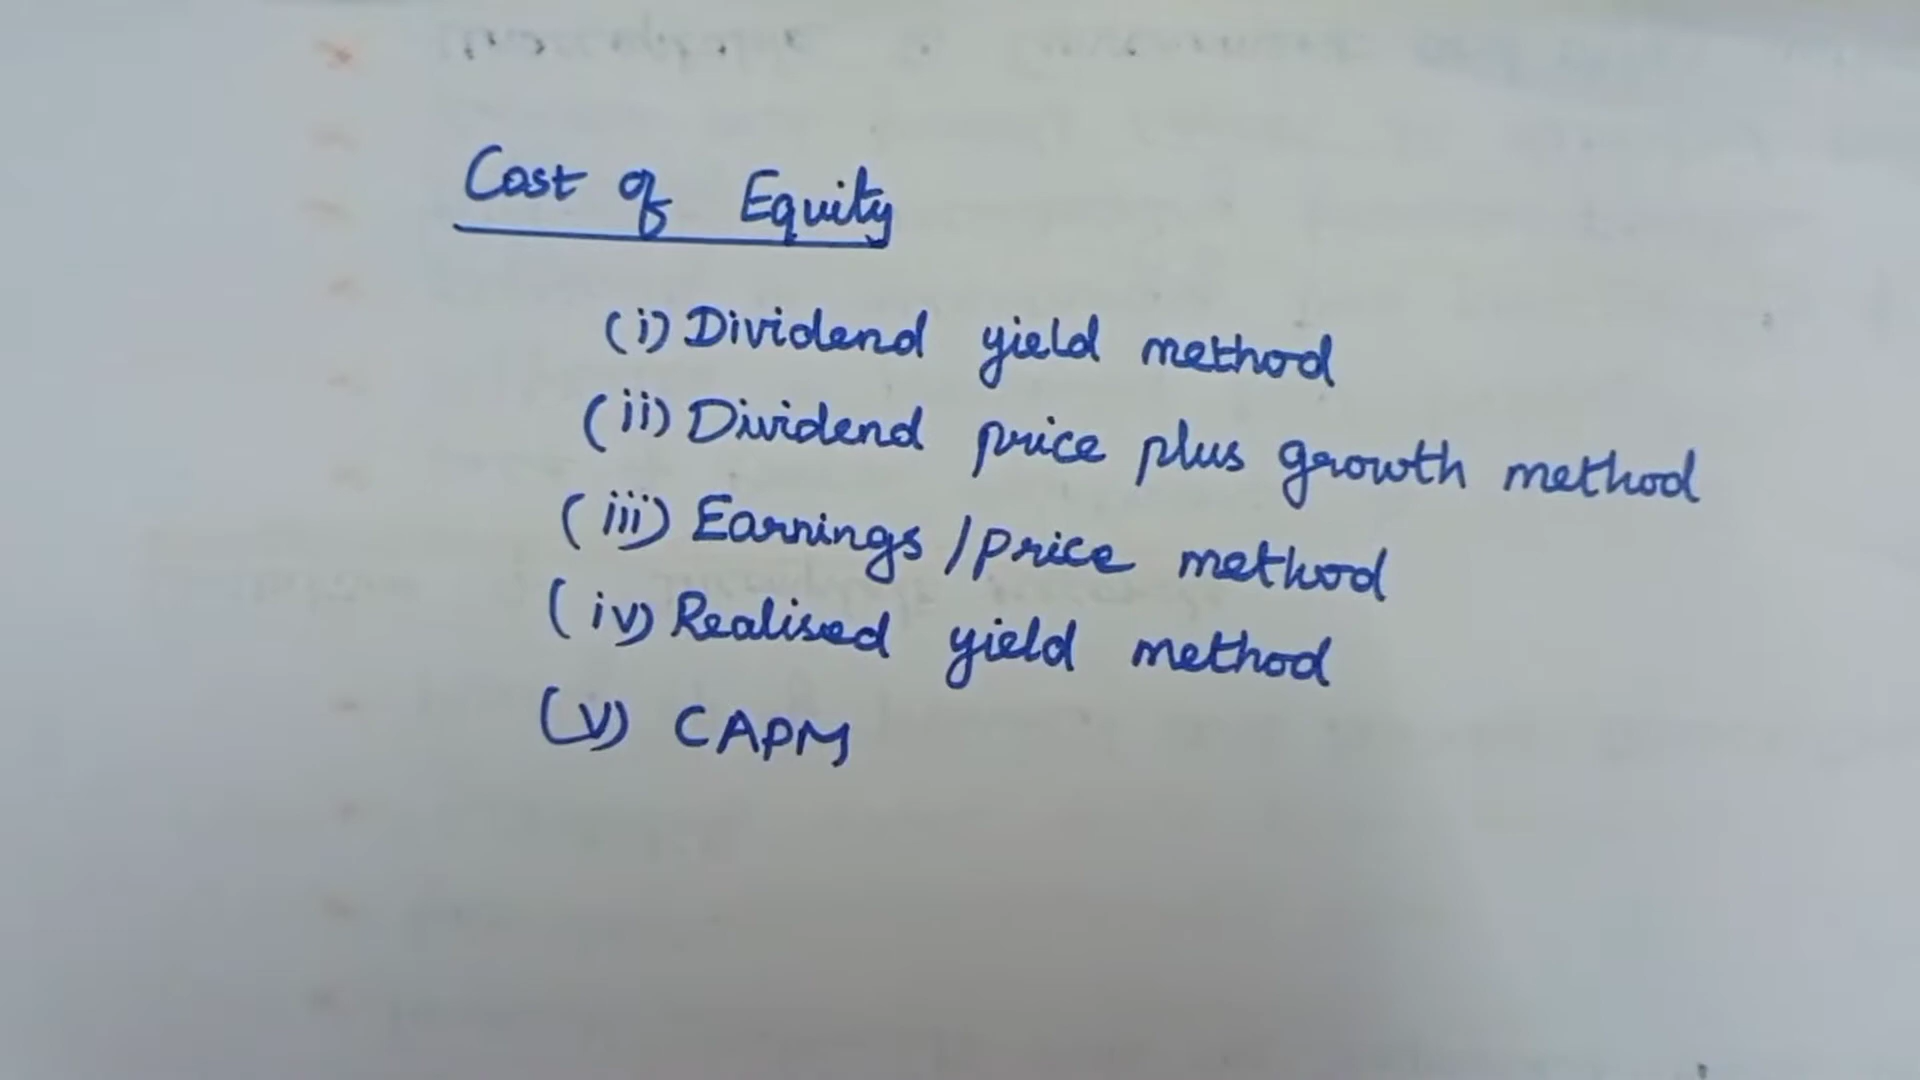 Cost of Equity
(i) Dividend yield method
(ii) Dividend price plus growth method
(iii) Earnings/price method
(iv) Realised yield method
(v) CAPM